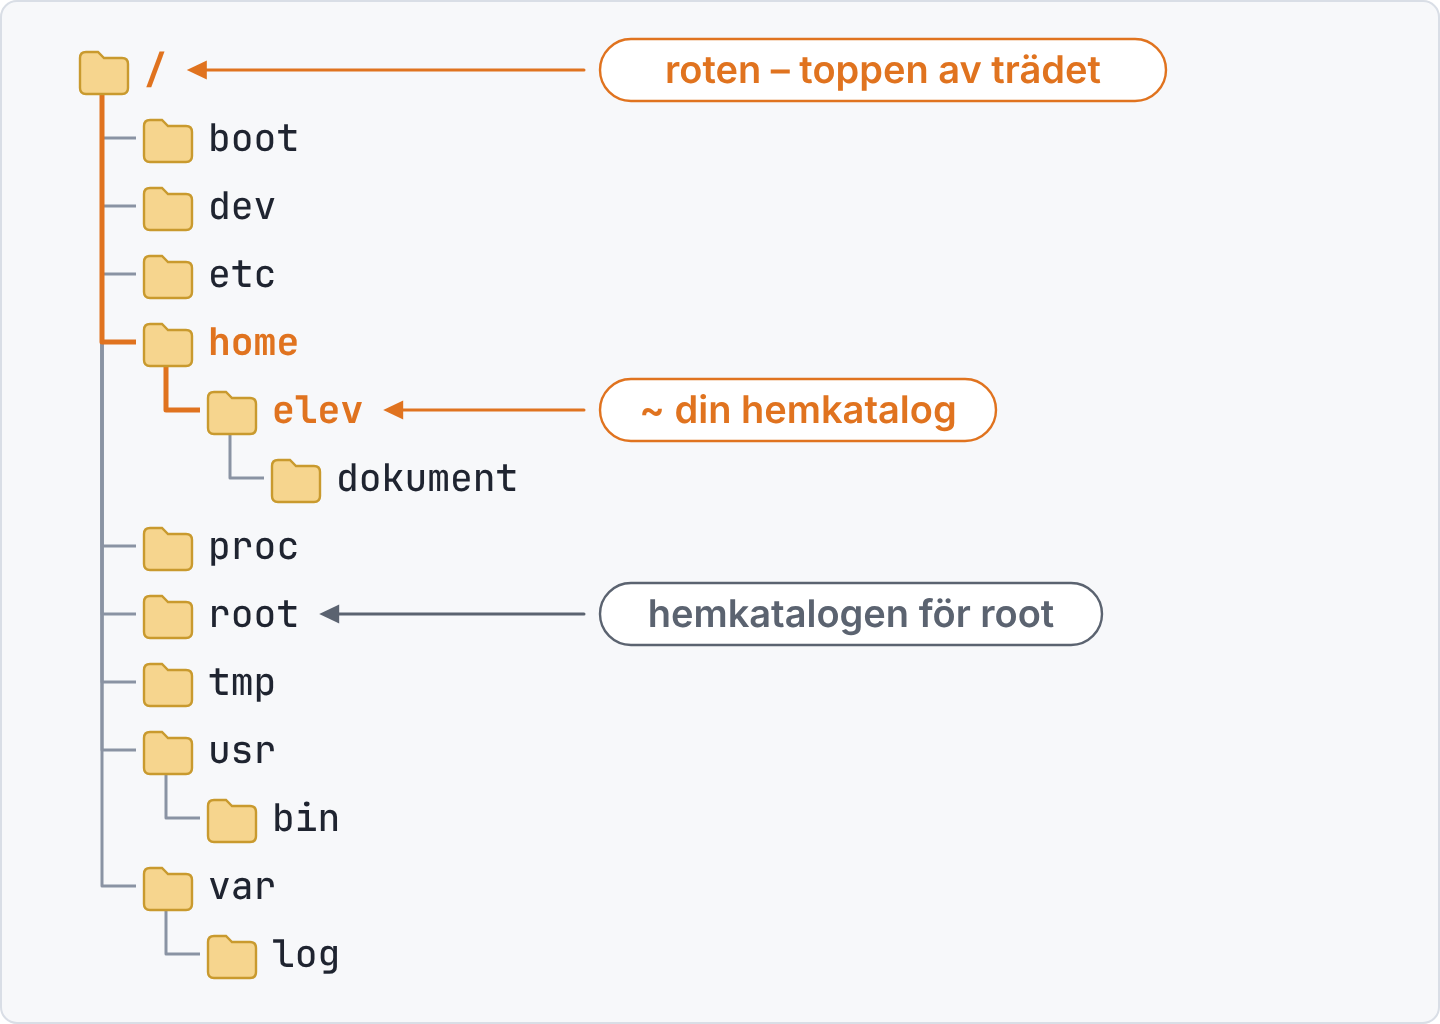 / roten – toppen av trädet
boot
dev
etc
home
elev ~ din hemkatalog
dokument
proc
root hemkatalogen för root
tmp
usr
bin
var
log